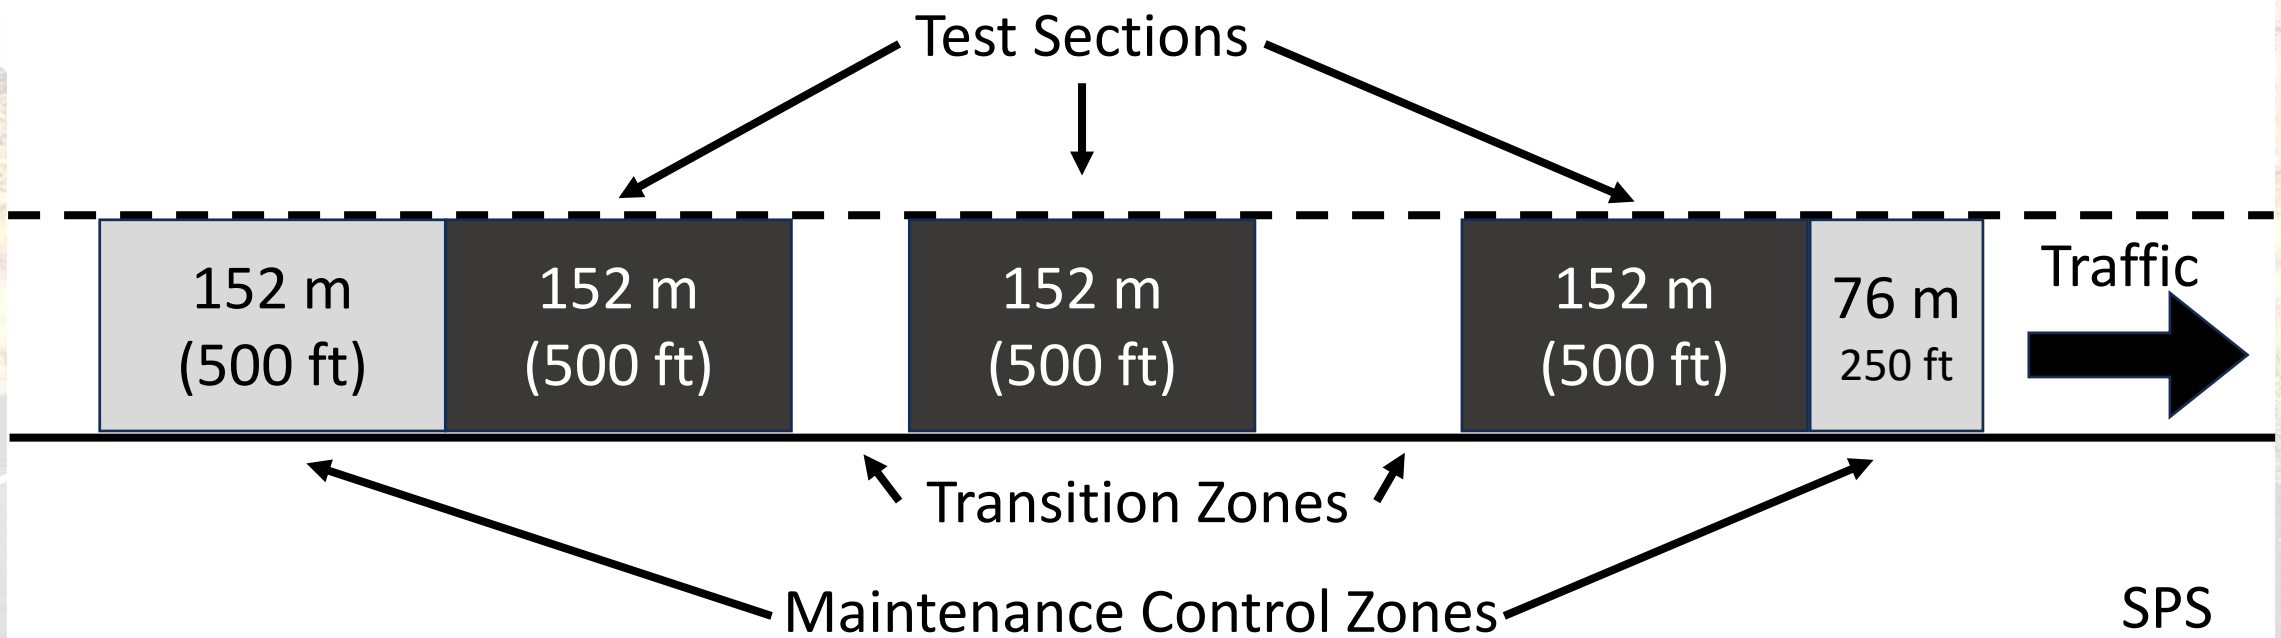 Test Sections
152 m
(500 ft)
152 m
(500 ft)
152 m
(500 ft)
152 m
(500 ft)
76 m
250 ft
Traffic
Transition Zones
Maintenance Control Zones
SPS